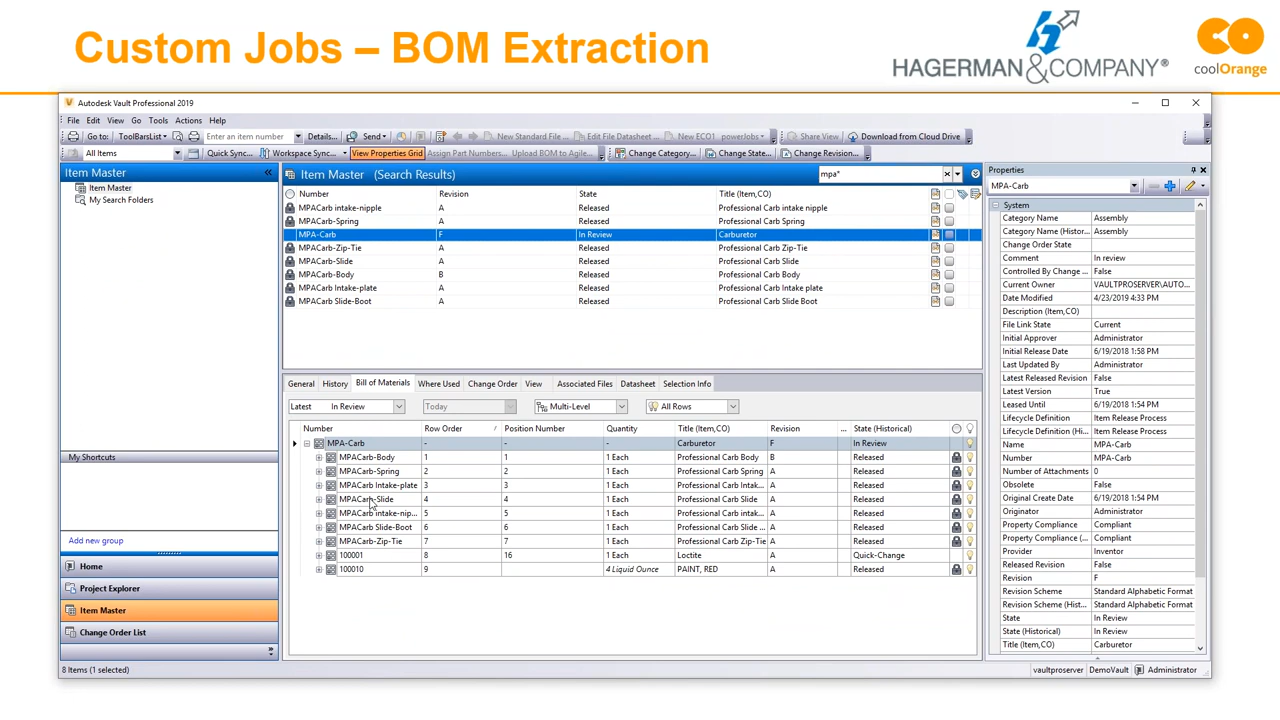 Custom Jobs – BOM Extraction
HAGERMAN &COMPANY®
coolOrange
Autodesk Vault Professional 2019
File Edit View Go Tools Actions Help
Go to: ToolBarsList Enter an item number Details... Send New Standard File... Edit File Datasheet... New ECO1 powerJobs Share View Download from Cloud Drive
All Items Quick Sync... Workspace Sync... View Properties Grid Assign Part Numbers... Upload BOM to Agile... Change Category... Change State... Change Revision...
Item Master
Item Master
My Search Folders
My Shortcuts
Add new group
Home
Project Explorer
Item Master
Change Order List
Item Master (Search Results) mpa*
Number Revision State Title (Item,CO)
MPACarb intake-nipple A Released Professional Carb intake nipple
MPACarb-Spring A Released Professional Carb Spring
MPA-Carb F In Review Carburetor
MPACarb-Zip-Tie A Released Professional Carb Zip-Tie
MPACarb-Slide A Released Professional Carb Slide
MPACarb-Body B Released Professional Carb Body
MPACarb Intake-plate A Released Professional Carb Intake plate
MPACarb Slide-Boot A Released Professional Carb Slide Boot
General History Bill of Materials Where Used Change Order View Associated Files Datasheet Selection Info
Latest In Review Today Multi-Level All Rows
Number Row Order Position Number Quantity Title (Item,CO) Revision ... State (Historical)
MPA-Carb - - - Carburetor F In Review
MPACarb-Body 1 1 1 Each Professional Carb Body B Released
MPACarb-Spring 2 2 1 Each Professional Carb Spring A Released
MPACarb Intake-plate 3 3 1 Each Professional Carb Intak... A Released
MPACarb-Slide 4 4 1 Each Professional Carb Slide A Released
MPACarb intake-nip... 5 5 1 Each Professional Carb intak... A Released
MPACarb Slide-Boot 6 6 1 Each Professional Carb Slide ... A Released
MPACarb-Zip-Tie 7 7 1 Each Professional Carb Zip-Tie A Released
100001 8 16 1 Each Loctite A Quick-Change
100010 9 4 Liquid Ounce PAINT, RED A Released
Properties
MPA-Carb
System
Category Name Assembly
Category (Histor... Assembly
Change Order State
Comment In review
Controlled By Change ... False
Current Owner VAULTPROSERVER\AUTO...
Date Modified 4/23/2019 4:33 PM
Description (Item,CO)
File Link State Current
Initial Approver Administrator
Initial Release Date 6/19/2018 1:58 PM
Last Updated By Administrator
Latest Released Revision False
Latest Version True
Leased Until 6/19/2018 1:54 PM
Lifecycle Definition Item Release Process
Lifecycle Definition (Hi... Item Release Process
Name MPA-Carb
Number MPA-Carb
Number of Attachments 0
Obsolete False
Original Create Date 6/19/2018 1:54 PM
Originator Administrator
Property Compliance Compliant
Property Compliance (... Compliant
Provider Inventor
Released Revision False
Revision F
Revision Scheme Standard Alphabetic Format
Revision Scheme (Hist... Standard Alphabetic Format
State In Review
State (Historical) In Review
Title (Item,CO) Carburetor
8 Items (1 selected) vaultproserver DemoVault Administrator